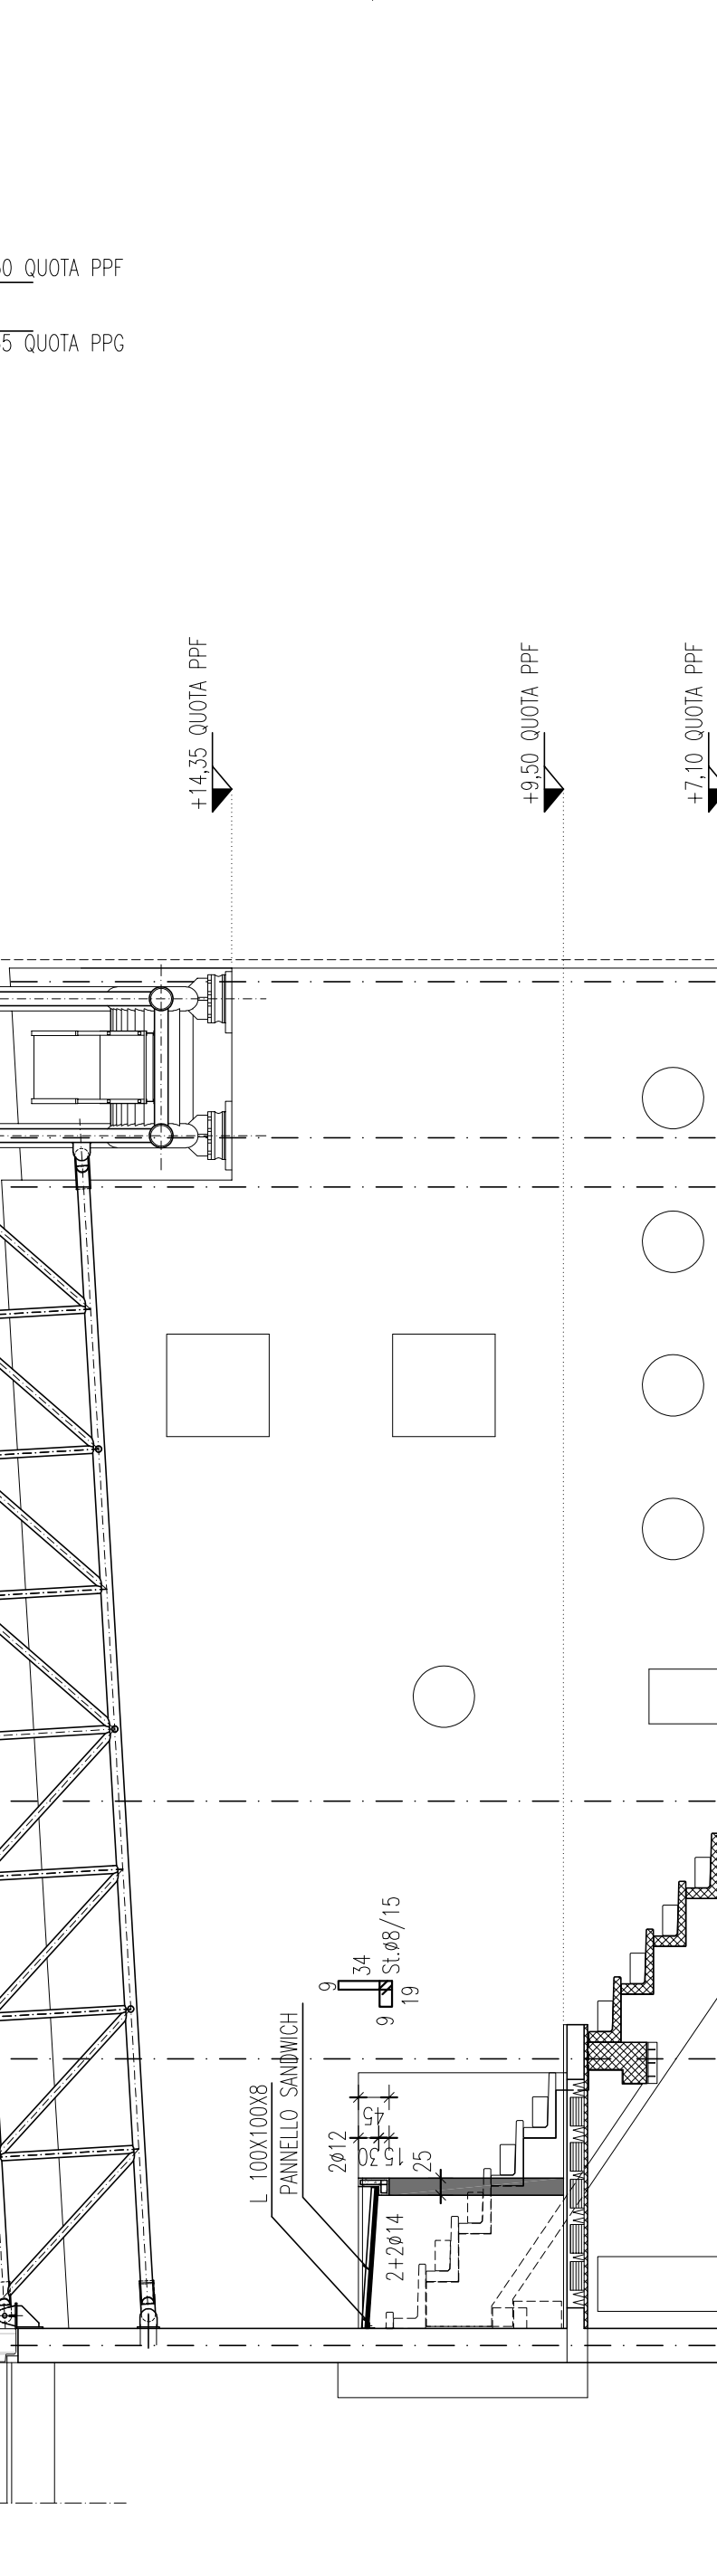 0 QUOTA PPF
5 QUOTA PPG
+14,35 QUOTA PPF
+9,50 QUOTA PPF
+7,10 QUOTA PPF
9
34
St.ø8/15
9
19
L 100X100X8
PANNELLO SANDWICH
2ø12
45
15
30
25
2+2ø14